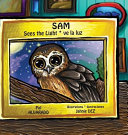 SAM
Sees the Light * ve la luz
Pat
ALVARADO
Illustrations * Ilustraciones